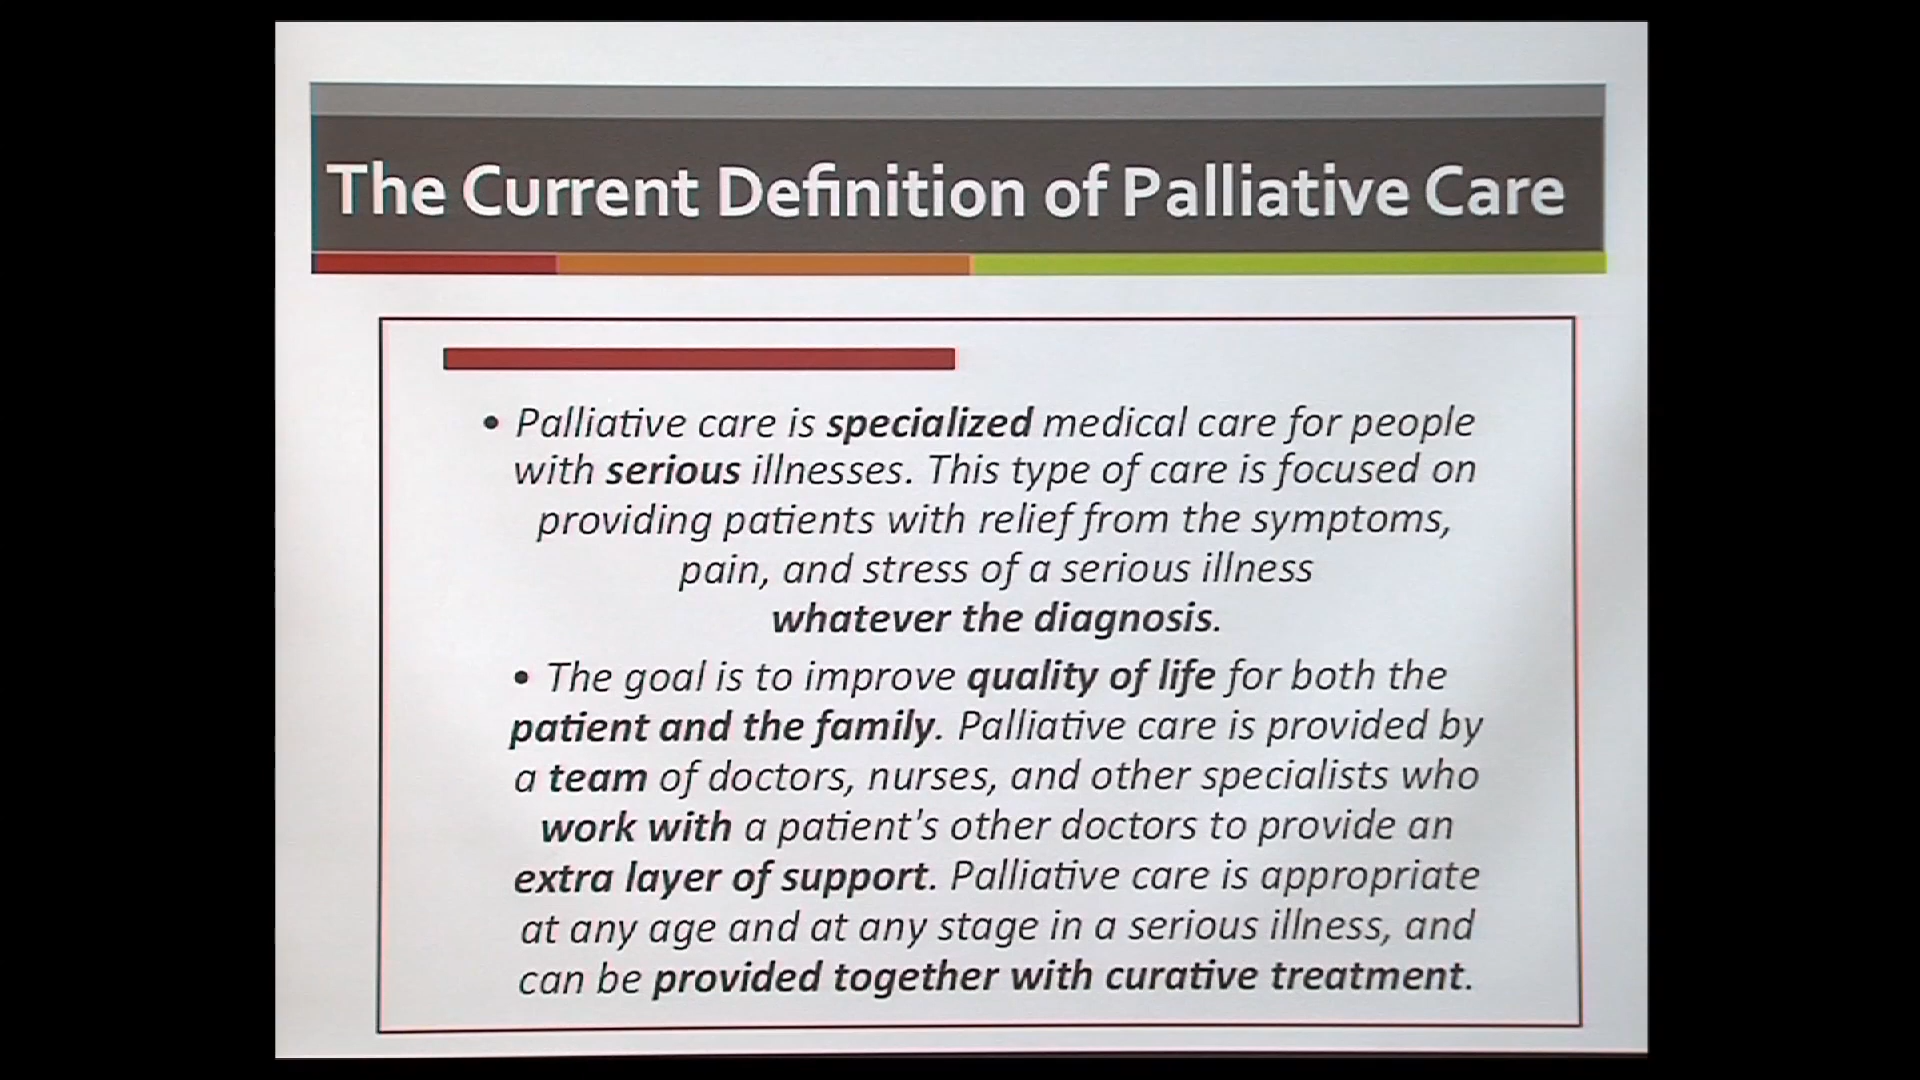 The Current Definition of Palliative Care
• Palliative care is specialized medical care for people
with serious illnesses. This type of care is focused on
providing patients with relief from the symptoms,
pain, and stress of a serious illness
whatever the diagnosis.
• The goal is to improve quality of life for both the
patient and the family. Palliative care is provided by
a team of doctors, nurses, and other specialists who
work with a patient's other doctors to provide an
extra layer of support. Palliative care is appropriate
at any age and at any stage in a serious illness, and
can be provided together with curative treatment.